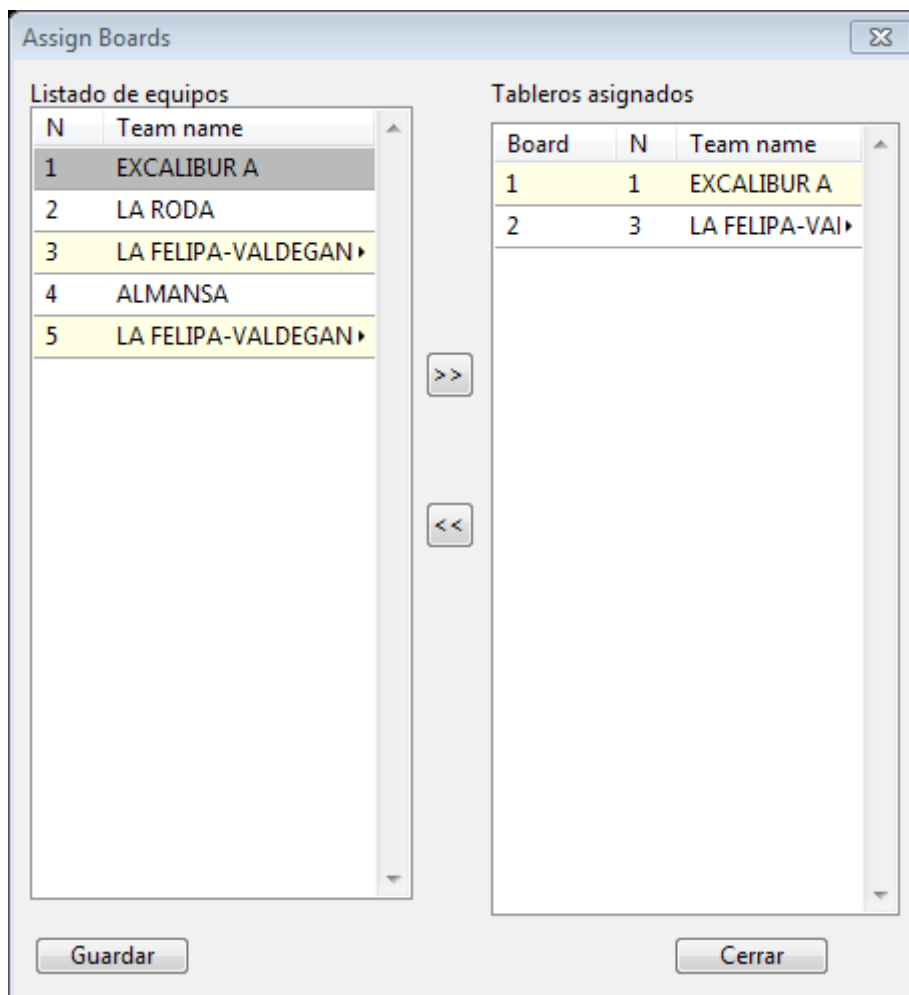 Assign Boards
Listado de equipos
N Team name
1 EXCALIBUR A
2 LA RODA
3 LA FELIPA-VALDEGAN
4 ALMANSA
5 LA FELIPA-VALDEGAN
>>
<<
Tableros asignados
Board N Team name
1 1 EXCALIBUR A
2 3 LA FELIPA-VAI
Guardar
Cerrar